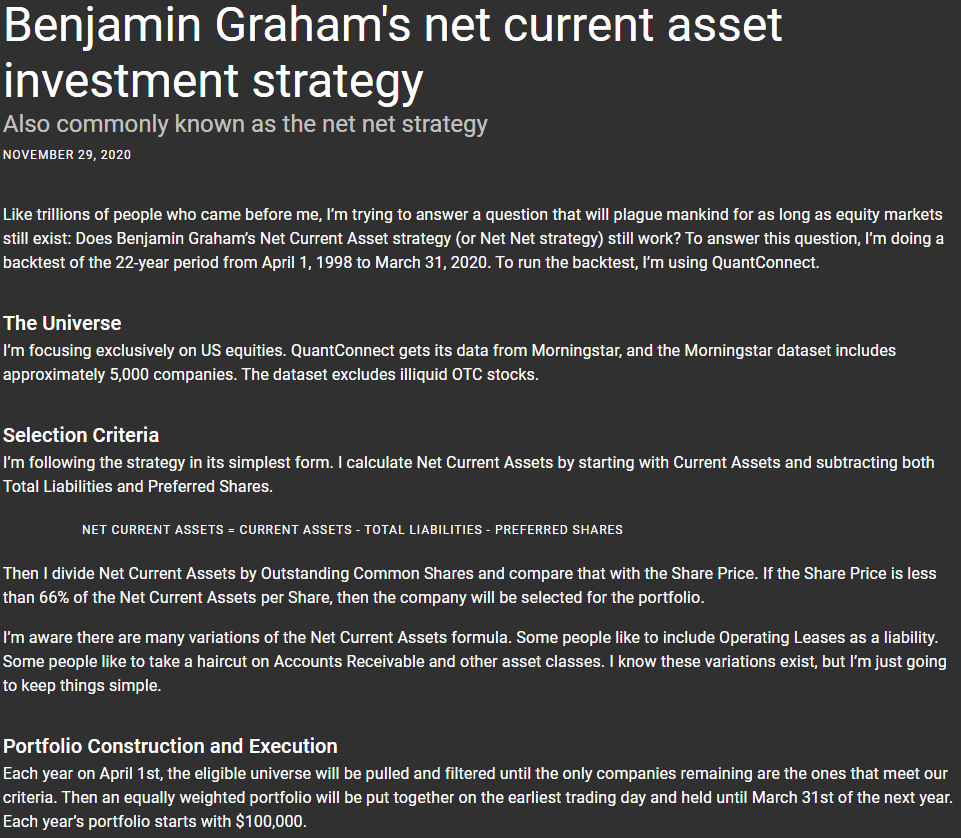 Benjamin Graham's net current asset
investment strategy
Also commonly known as the net net strategy
NOVEMBER 29, 2020
Like trillions of people who came before me, I'm trying to answer a question that will plague mankind for as long as equity markets
still exist: Does Benjamin Graham's Net Current Asset strategy (or Net Net strategy) still work? To answer this question, I'm doing a
backtest of the 22-year period from April 1, 1998 to March 31, 2020. To run the backtest, I'm using QuantConnect.
The Universe
I'm focusing exclusively on US equities. QuantConnect gets its data from Morningstar, and the Morningstar dataset includes
approximately 5,000 companies. The dataset excludes illiquid OTC stocks.
Selection Criteria
I'm following the strategy in its simplest form. I calculate Net Current Assets by starting with Current Assets and subtracting both
Total Liabilities and Preferred Shares.
NET CURRENT ASSETS = CURRENT ASSETS - TOTAL LIABILITIES - PREFERRED SHARES
Then I divide Net Current Assets by Outstanding Common Shares and compare that with the Share Price. If the Share Price is less
than 66% of the Net Current Assets per Share, then the company will be selected for the portfolio.
I'm aware there are many variations of the Net Current Assets formula. Some people like to include Operating Leases as a liability.
Some people like to take a haircut on Accounts Receivable and other asset classes. I know these variations exist, but I'm just going
to keep things simple.
Portfolio Construction and Execution
Each year on April 1st, the eligible universe will be pulled and filtered until the only companies remaining are the ones that meet our
criteria. Then an equally weighted portfolio will be put together on the earliest trading day and held until March 31st of the next year.
Each year's portfolio starts with $100,000.